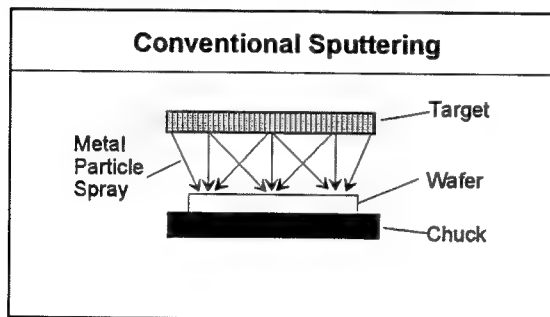 Conventional Sputtering
Target
Metal
Particle
Spray
Wafer
Chuck